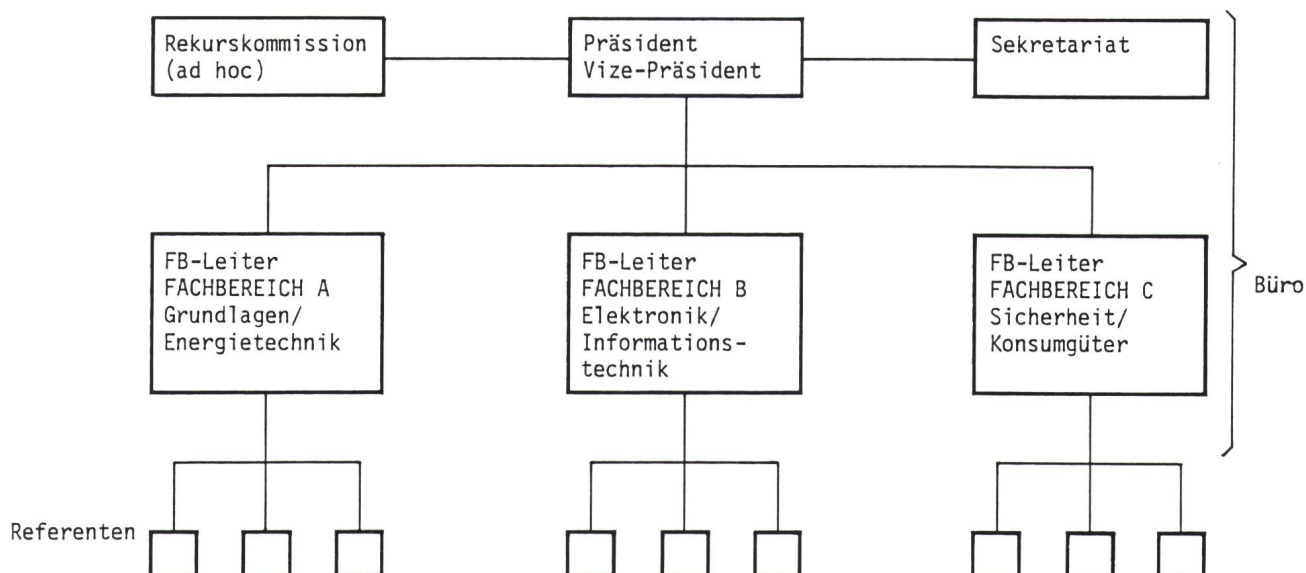 Rekurskommission
(ad hoc)
Präsident
Vize-Präsident
Sekretariat
FB-Leiter
FACHBEREICH A
Grundlagen/
Energietechnik
FB-Leiter
FACHBEREICH B
Elektronik/
Informations-
technik
FB-Leiter
FACHBEREICH C
Sicherheit/
Konsumgüter
Büro
Referenten